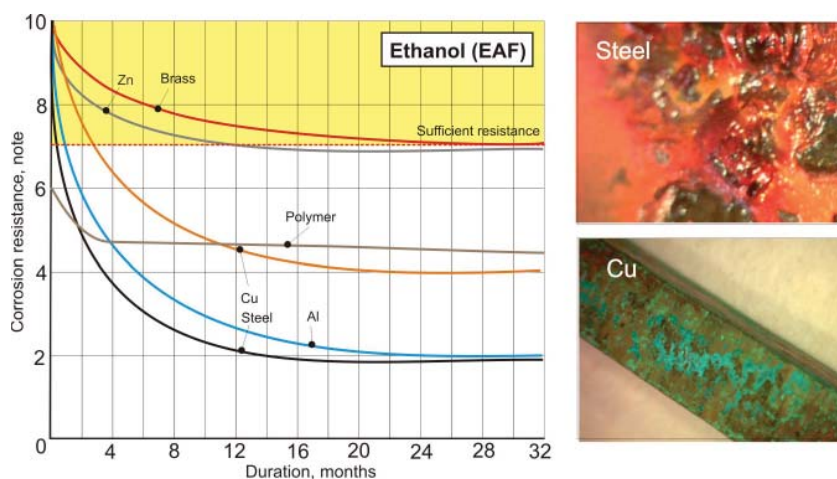 Ethanol (EAF)
Corrosion resistance, note
10
8
6
4
2
0
Zn
Brass
Sufficient resistance
Polymer
Cu
Steel
Al
4
8
12
16
20
24
28
32
Duration, months
Steel
Cu